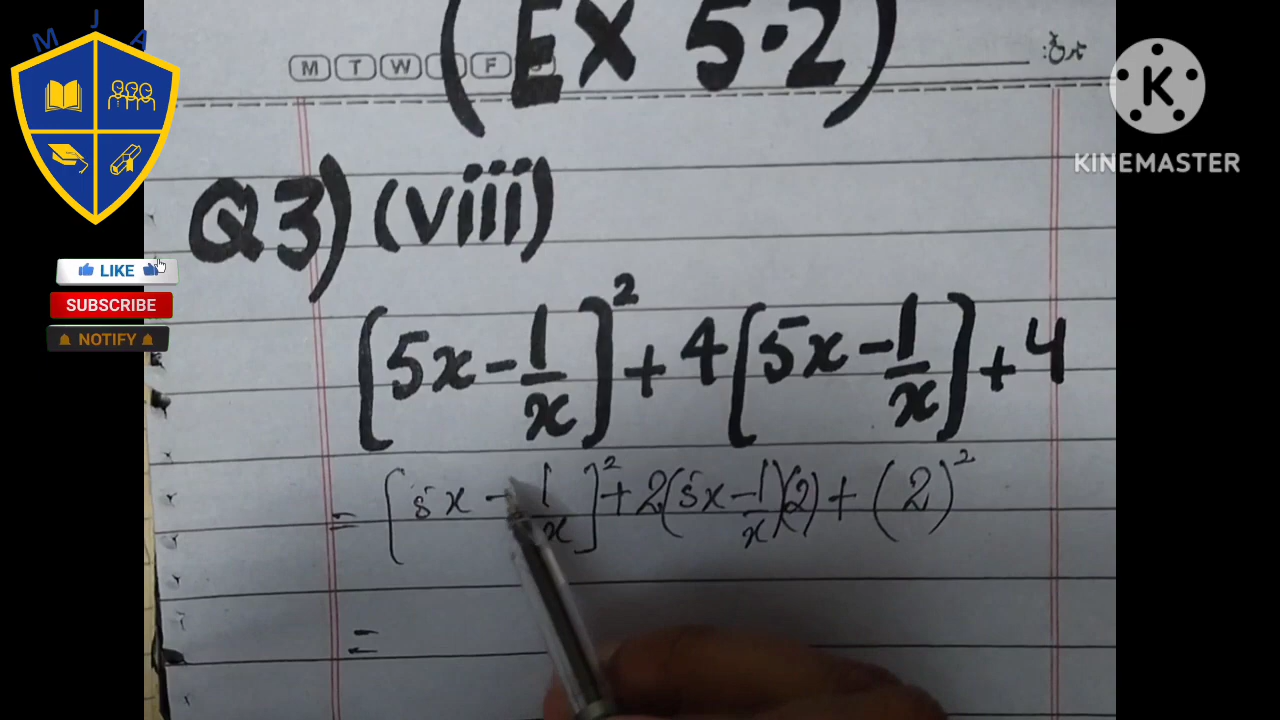 M J A
(EX 5.2)
M T W F
تاریخ:
K
KINEMASTER
Q3) (viii)
LIKE
SUBSCRIBE
NOTIFY
[5x - 1/x]² + 4[5x - 1/x] + 4
= [5x - 1/x]² + 2(5x - 1/x)(2) + (2)²
=